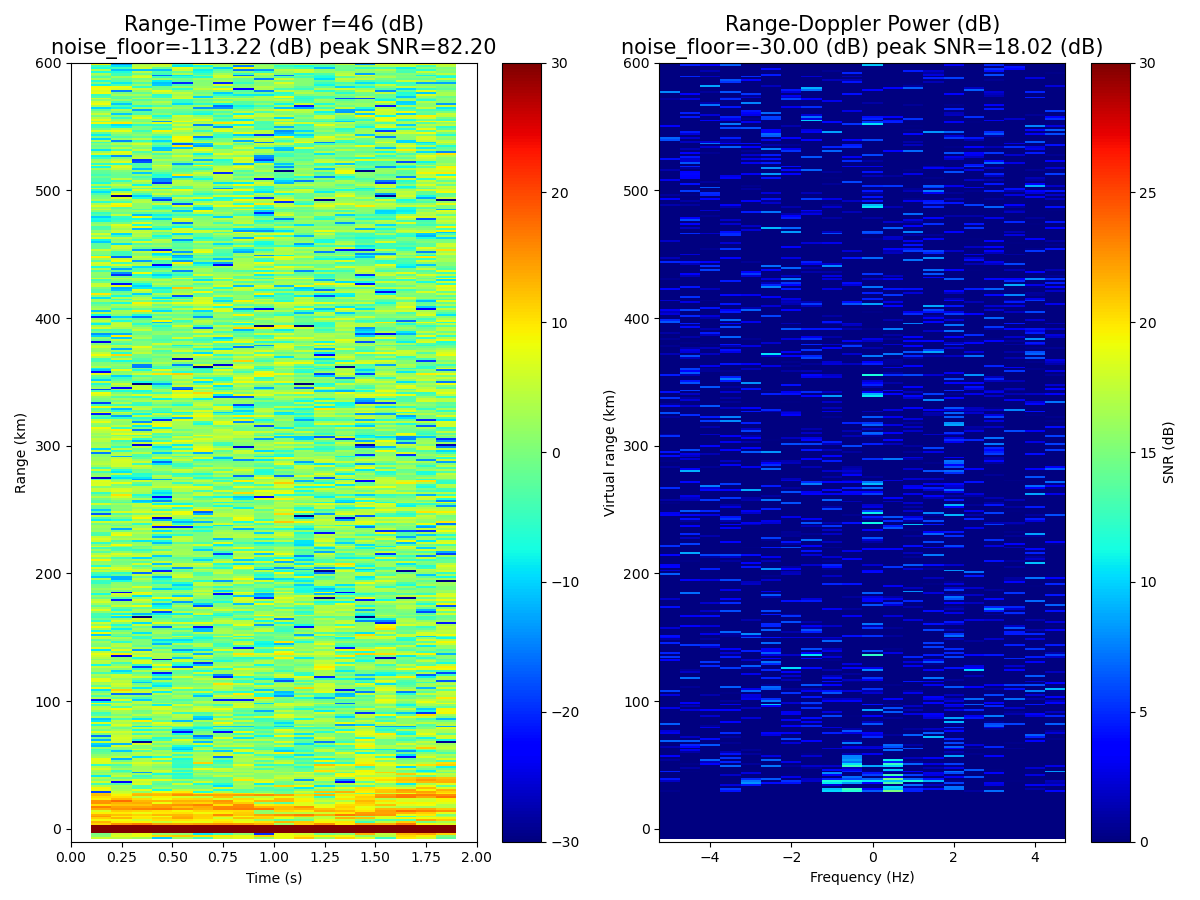 Range-Time Power f=46 (dB)
noise_floor=-113.22 (dB) peak SNR=82.20
Range-Doppler Power (dB)
noise_floor=-30.00 (dB) peak SNR=18.02 (dB)
600
500
400
300
200
100
0
Range (km)
0.00 0.25 0.50 0.75 1.00 1.25 1.50 1.75 2.00
Time (s)
30
20
10
0
−10
−20
−30
600
500
400
300
200
100
0
Virtual range (km)
−4 −2 0 2 4
Frequency (Hz)
30
25
20
15
10
5
0
SNR (dB)